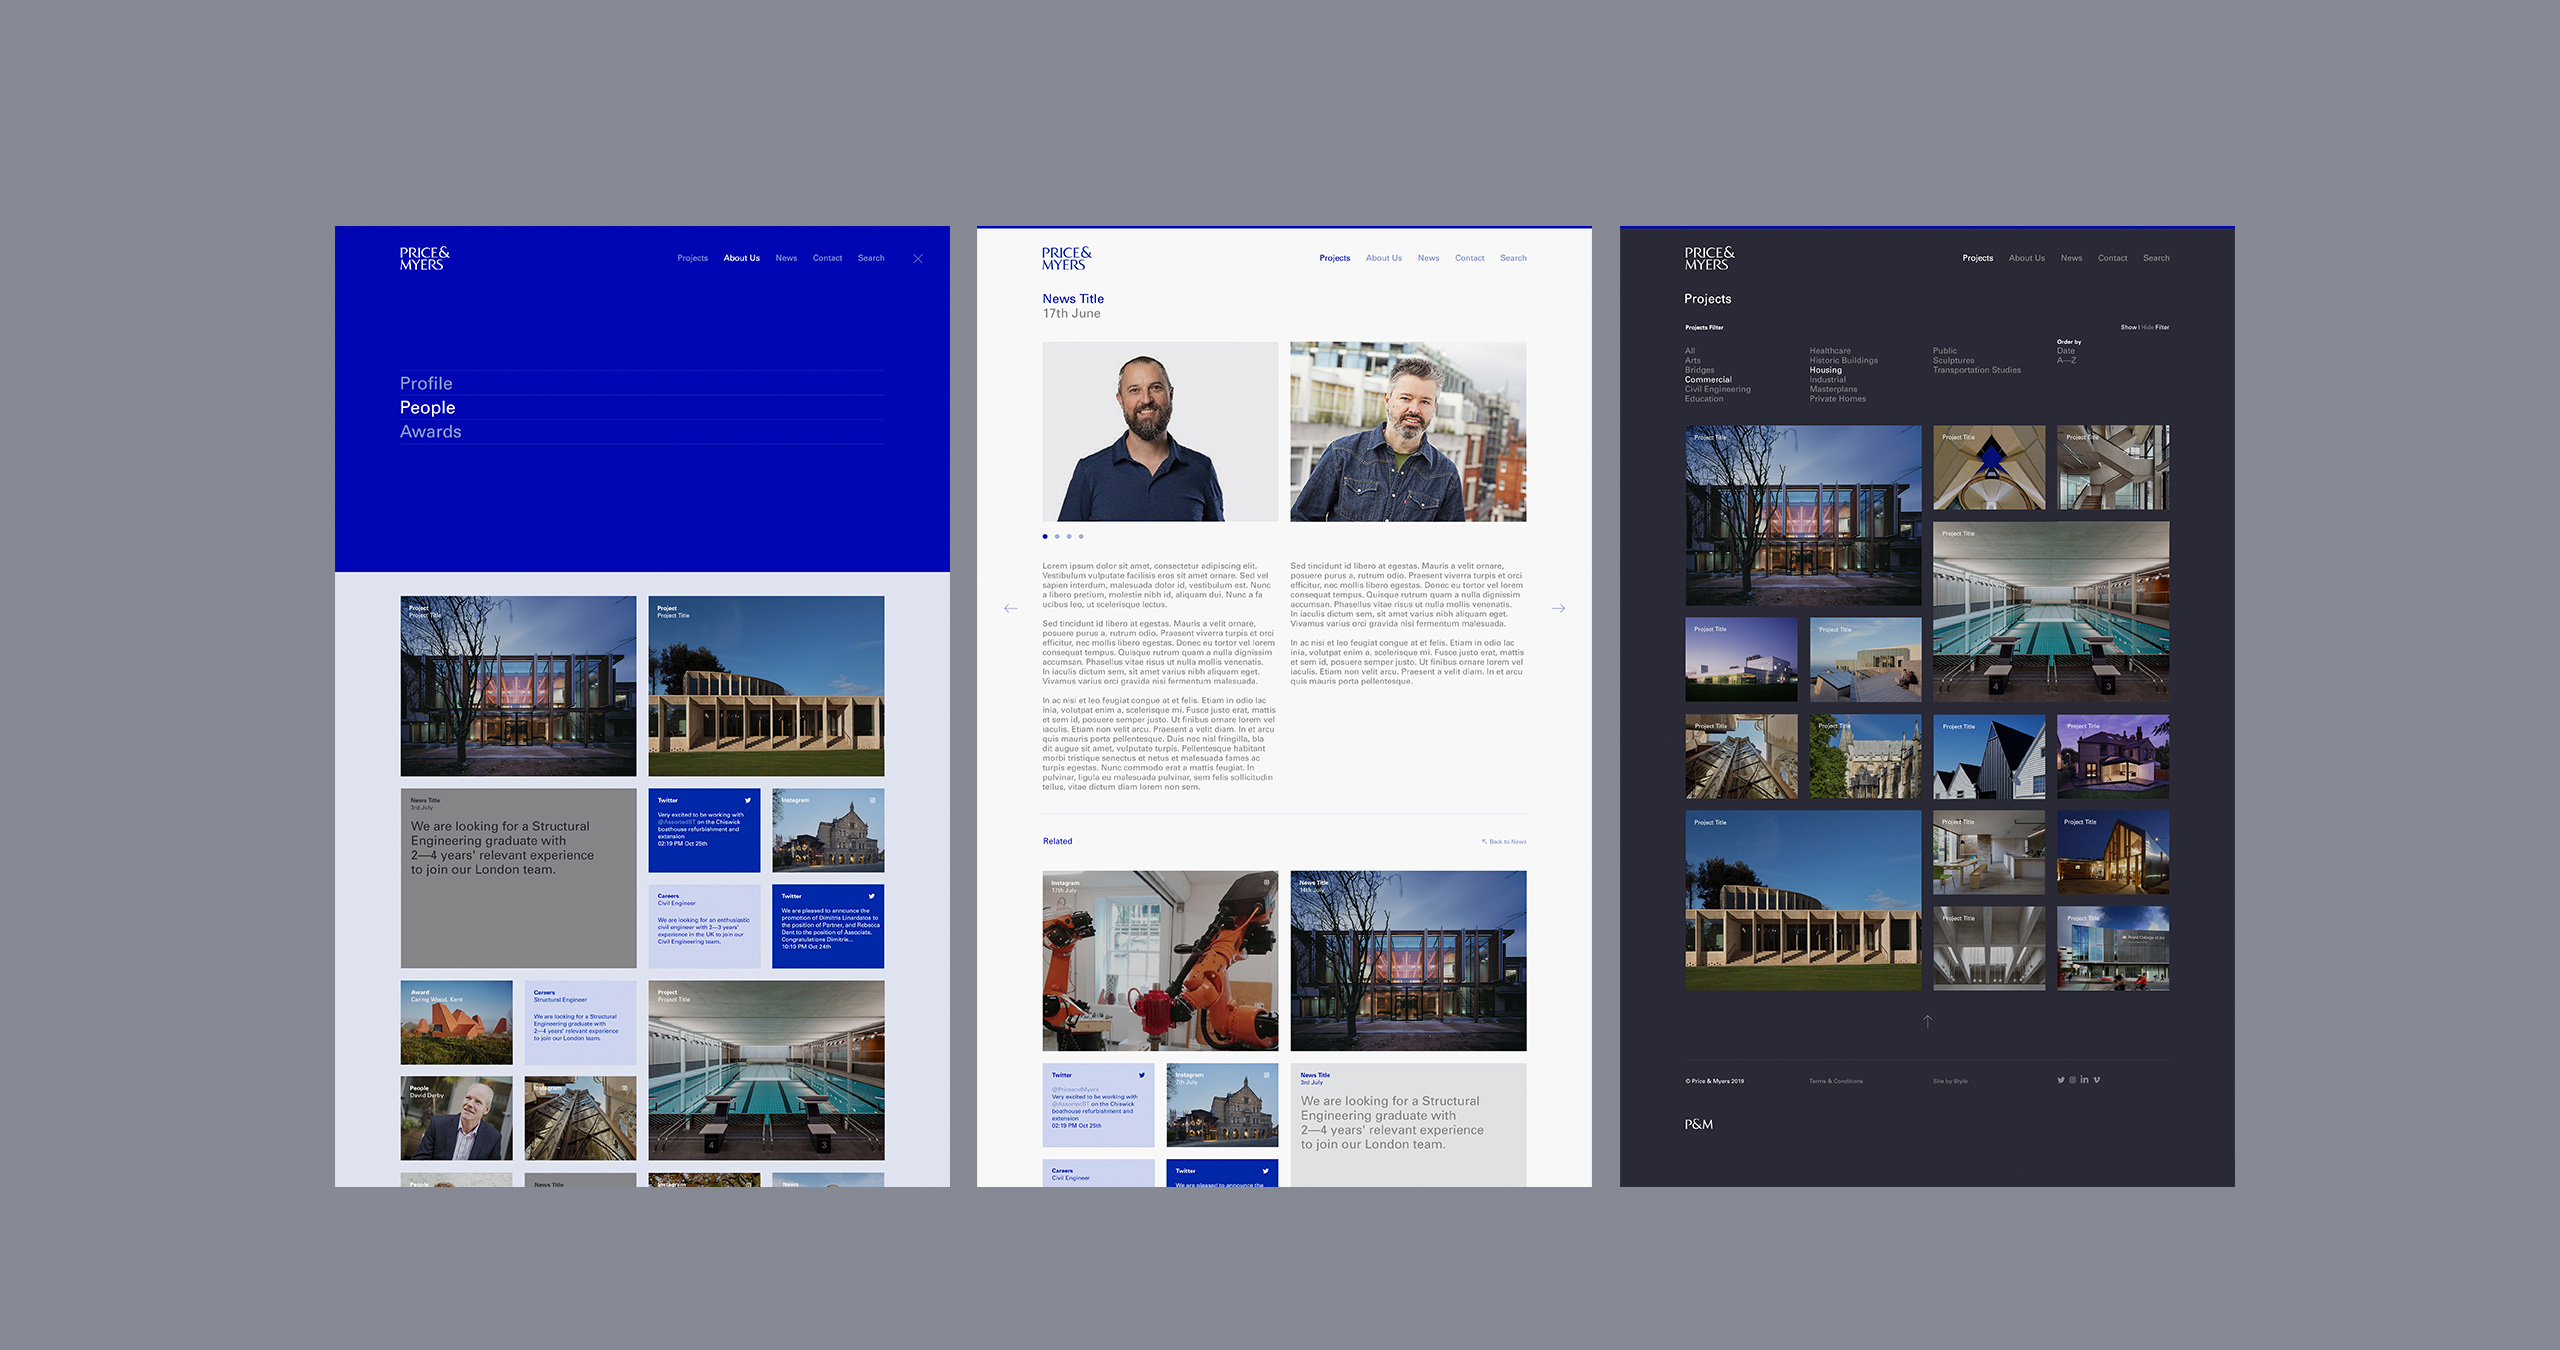 PRICE&
MYERS
Projects
About Us
News
Contact
Search
Profile
People
Awards
Project
Project Title
Project
Project Title
News Title
3rd July
We are looking for a Structural
Engineering graduate with
2—4 years' relevant experience
to join our London team.
Twitter
Very excited to be working with
@AssortedST on the Chiswick
boathouse refurbishment and
extension
02:19 PM Oct 25th
Instagram
Careers
Civil Engineer
We are looking for an enthusiastic
civil engineer with 2—3 years'
experience in the UK to join our
Civil Engineering team.
Twitter
We are pleased to announce the
promotion of Dimitris Linardatos to
the position of Partner, and Rebecca
Dent to the position of Associate.
Congratulations Dimitris...
10:19 PM Oct 24th
Award
Caring Wood, Kent
Careers
Structural Engineer
We are looking for a Structural
Engineering graduate with
2—4 years' relevant experience
to join our London team.
Project
Project Title
4
3
People
David Derby
Instagram
People
News Title
Instagram
News
PRICE&
MYERS
Projects
About Us
News
Contact
Search
News Title
17th June
Lorem ipsum dolor sit amet, consectetur adipiscing elit.
Vestibulum vulputate facilisis eros sit amet ornare. Sed vel
sapien interdum, malesuada dolor id, vestibulum est. Nunc
a libero pretium, molestie nibh id, aliquam dui. Nunc a fa
ucibus leo, ut scelerisque lectus.
Sed tincidunt id libero at egestas. Mauris a velit ornare,
posuere purus a, rutrum odio. Praesent viverra turpis et orci
efficitur, nec mollis libero egestas. Donec eu tortor vel lorem
consequat tempus. Quisque rutrum quam a nulla dignissim
accumsan. Phasellus vitae risus ut nulla mollis venenatis.
In iaculis dictum sem, sit amet varius nibh aliquam eget.
Vivamus varius orci gravida nisi fermentum malesuada.
In ac nisi et leo feugiat congue at et felis. Etiam in odio lac
inia, volutpat enim a, scelerisque mi. Fusce justo erat, mattis
et sem id, posuere semper justo. Ut finibus ornare lorem vel
iaculis. Etiam non velit arcu. Praesent a velit diam. In et arcu
quis mauris porta pellentesque. Duis nec nisl fringilla, bla
dit augue sit amet, vulputate turpis. Pellentesque habitant
morbi tristique senectus et netus et malesuada fames ac
turpis egestas. Nunc commodo erat a mattis feugiat. In
pulvinar, ligula eu malesuada pulvinar, sem felis sollicitudin
tellus, vitae dictum diam lorem non sem.
Sed tincidunt id libero at egestas. Mauris a velit ornare,
posuere purus a, rutrum odio. Praesent viverra turpis et orci
efficitur, nec mollis libero egestas. Donec eu tortor vel lorem
consequat tempus. Quisque rutrum quam a nulla dignissim
accumsan. Phasellus vitae risus ut nulla mollis venenatis.
In iaculis dictum sem, sit amet varius nibh aliquam eget.
Vivamus varius orci gravida nisi fermentum malesuada.
In ac nisi et leo feugiat congue at et felis. Etiam in odio lac
inia, volutpat enim a, scelerisque mi. Fusce justo erat, mattis
et sem id, posuere semper justo. Ut finibus ornare lorem vel
iaculis. Etiam non velit arcu. Praesent a velit diam. In et arcu
quis mauris porta pellentesque.
Related
Back to News
Instagram
17th July
News Title
14th July
Twitter
@PriceandMyers
Very excited to be working with
@AssortedST on the Chiswick
boathouse refurbishment and
extension
02:19 PM Oct 25th
Instagram
7th July
News Title
3rd July
We are looking for a Structural
Engineering graduate with
2—4 years' relevant experience
to join our London team.
Careers
Civil Engineer
Twitter
We are pleased to announce the
PRICE&
MYERS
Projects
About Us
News
Contact
Search
Projects
Projects Filter
Show | Hide Filter
All
Arts
Bridges
Commercial
Civil Engineering
Education
Healthcare
Historic Buildings
Housing
Industrial
Masterplans
Private Homes
Public
Sculptures
Transportation Studies
Order by
Date
A—Z
Project Title
Project Title
Project Title
Project Title
4
3
Project Title
Project Title
Project Title
Project Title
Project Title
Project Title
Project Title
Project Title
Project Title
Project Title
Project Title
Royal College of Art
© Price & Myers 2019
Terms & Conditions
Site by Stylo
P&M